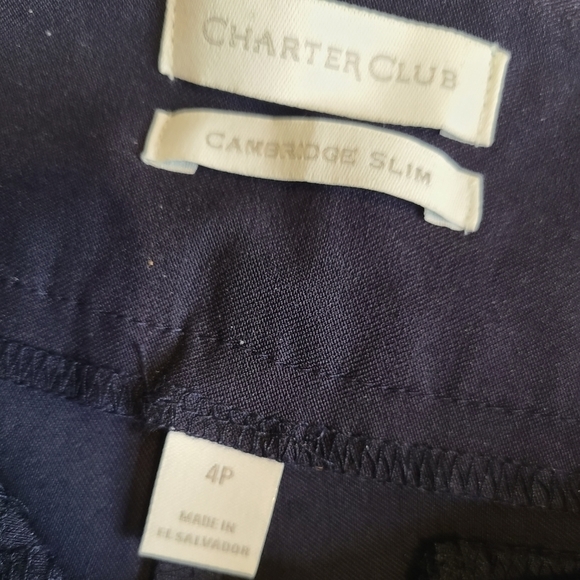 CHARTER CLUB
CAMBRIDGE SLIM
4P
MADE IN
EL SALVADOR